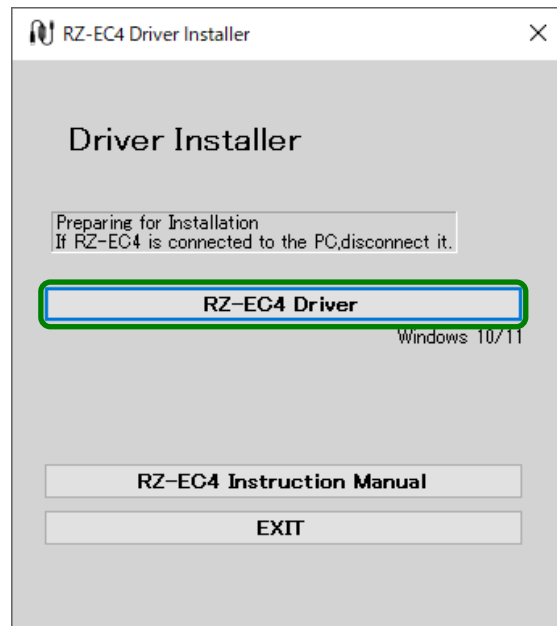 RZ-EC4 Driver Installer
Driver Installer
Preparing for Installation
If RZ-EC4 is connected to the PC,disconnect it.
RZ-EC4 Driver
Windows 10/11
RZ-EC4 Instruction Manual
EXIT